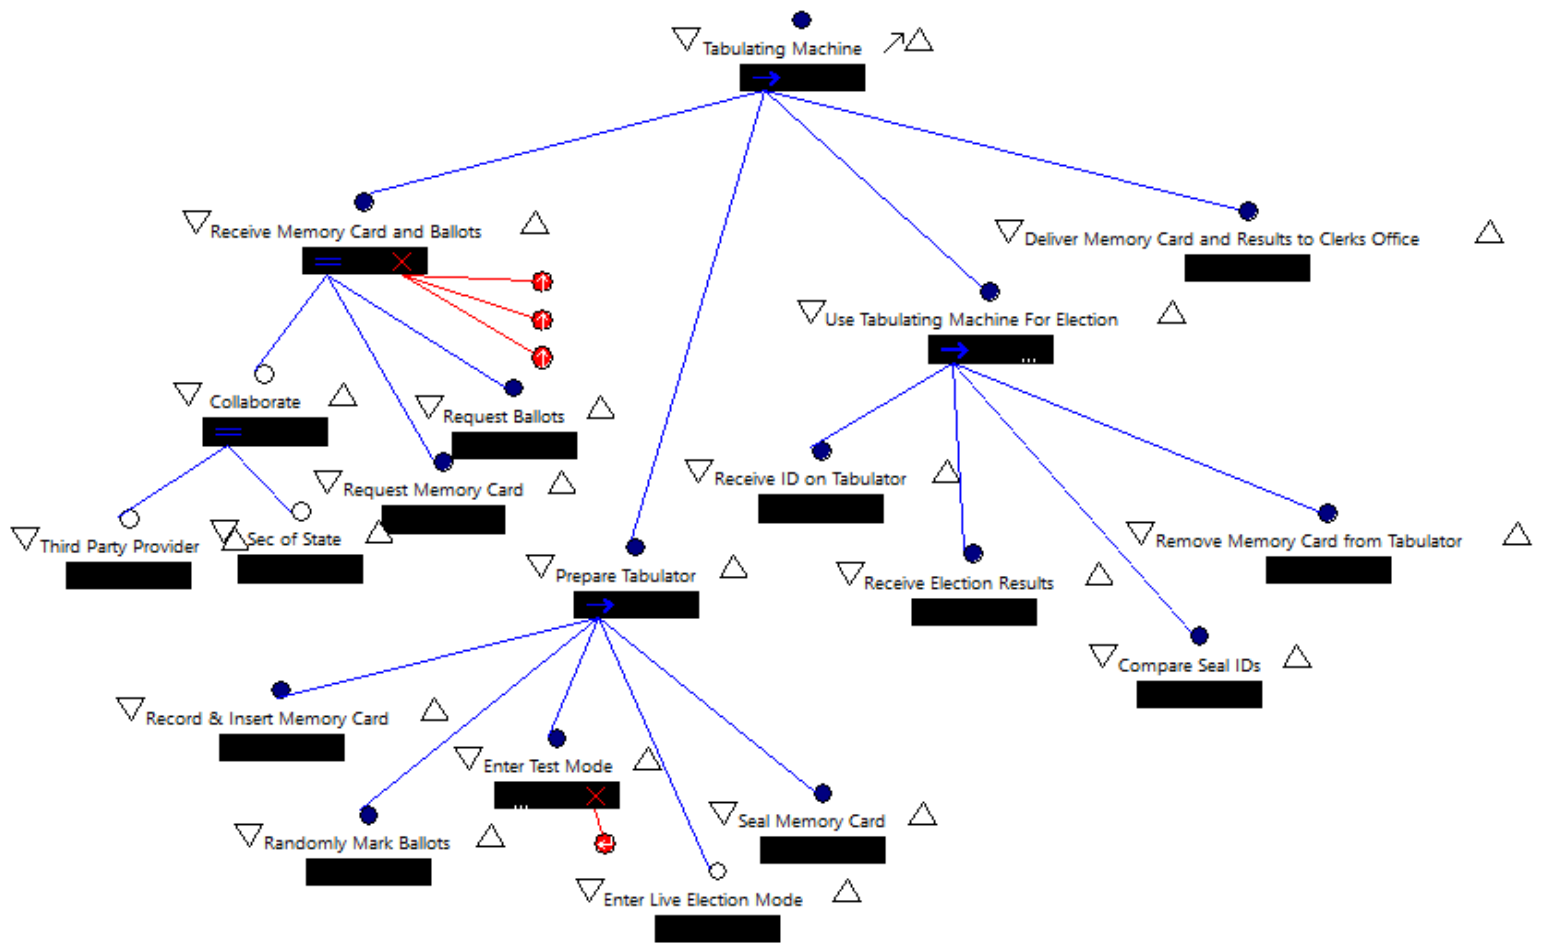 Tabulating Machine
Receive Memory Card and Ballots
Deliver Memory Card and Results to Clerks Office
Use Tabulating Machine For Election
Collaborate
Request Ballots
Request Memory Card
Receive ID on Tabulator
Third Party Provider
Sec of State
Remove Memory Card from Tabulator
Prepare Tabulator
Receive Election Results
Compare Seal IDs
Record & Insert Memory Card
Enter Test Mode
Seal Memory Card
Randomly Mark Ballots
Enter Live Election Mode